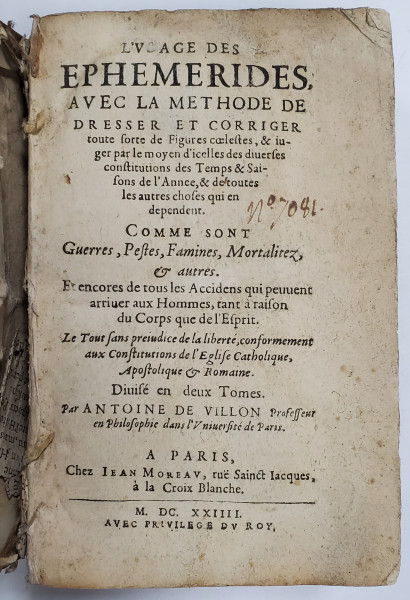 L'VSAGE DES
EPHEMERIDES,
AVEC LA METHODE DE
DRESSER ET CORRIGER
toute sorte de Figures cœlestes, & iu-
ger par le moyen d'icelles des diuerses
constitutions des Temps & Sai-
sons de l'Annee, & de toutes
les autres choses qui en
dependent.
N.º 7081.
COMME SONT
Guerres, Pestes, Famines, Mortalitez,
& autres.
Et encores de tous les Accidens qui peuuent
arriuer aux Hommes, tant à raison
du Corps que de l'Esprit.
Le Tout sans preiudice de la liberté, conformement
aux Constitutions de l'Eglise Catholique,
Apostolique & Romaine.
Diuisé en deux Tomes.
Par ANTOINE DE VILLON Professeur
en Philosophie dans l'Vniuersité de Paris.
A PARIS,
Chez IEAN MOREAV, ruë Sainct Iacques,
à la Croix Blanche.
M. DC. XXIIII.
AVEC PRIVILEGE DV ROY.